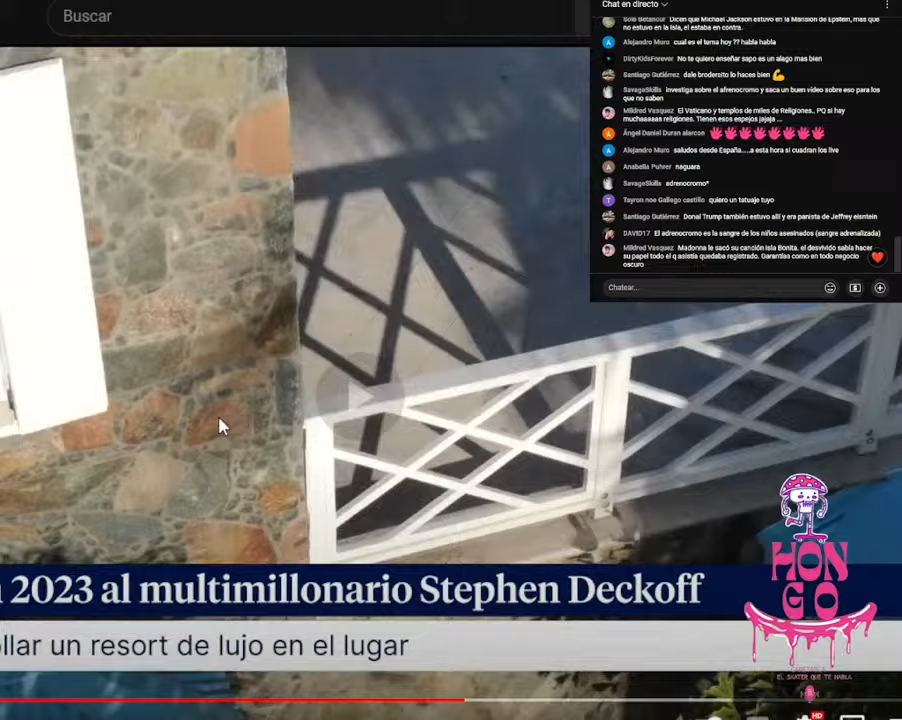 Buscar
Chat en directo
Sole Betancur Dicen que Michael Jackson estuvo en la Mansion de Epstein, mas que
no estuvo en la Isla, el estaba en contra.
Alejandro Muro cual es el tema hoy ?? habla habla
DirtyKidsForever No te quiero enseñar sapo es un alago mas bien
Santiago Gutiérrez dale brodersito lo haces bien 💪
SavageSkills investiga sobre el afrenocromo y saca un buen video sobre eso para los
que no saben
Mildred Vasquez El Vaticano y templos de miles de Religiones.. PQ si hay
muchaaaaas religiones. Tienen esos espejos jajaja ...
Ángel Daniel Duran alarcon
Alejandro Muro saludos desde España.....a esta hora si cuadran los live
Anabella Puhrer naguara
SavageSkills adrenocromo*
Tayron noe Gallego castillo quiero un tatuaje tuyo
Santiago Gutiérrez Donal Trump también estuvo allí y era panista de Jeffrey eisntein
DAVID17 El adrenocromo es la sangre de los niños asesinados (sangre adrenalizada)
Mildred Vasquez Madonna le sacó su canción Isla Bonita. el desvivido sabia hacer
su papel todo el q asistia quedaba registrado. Garantías como en todo negocio
oscuro
Chatear...
2023 al multimillonario Stephen Deckoff
llar un resort de lujo en el lugar
HON
GO
EL SKATER QUE TE HABLA
HD